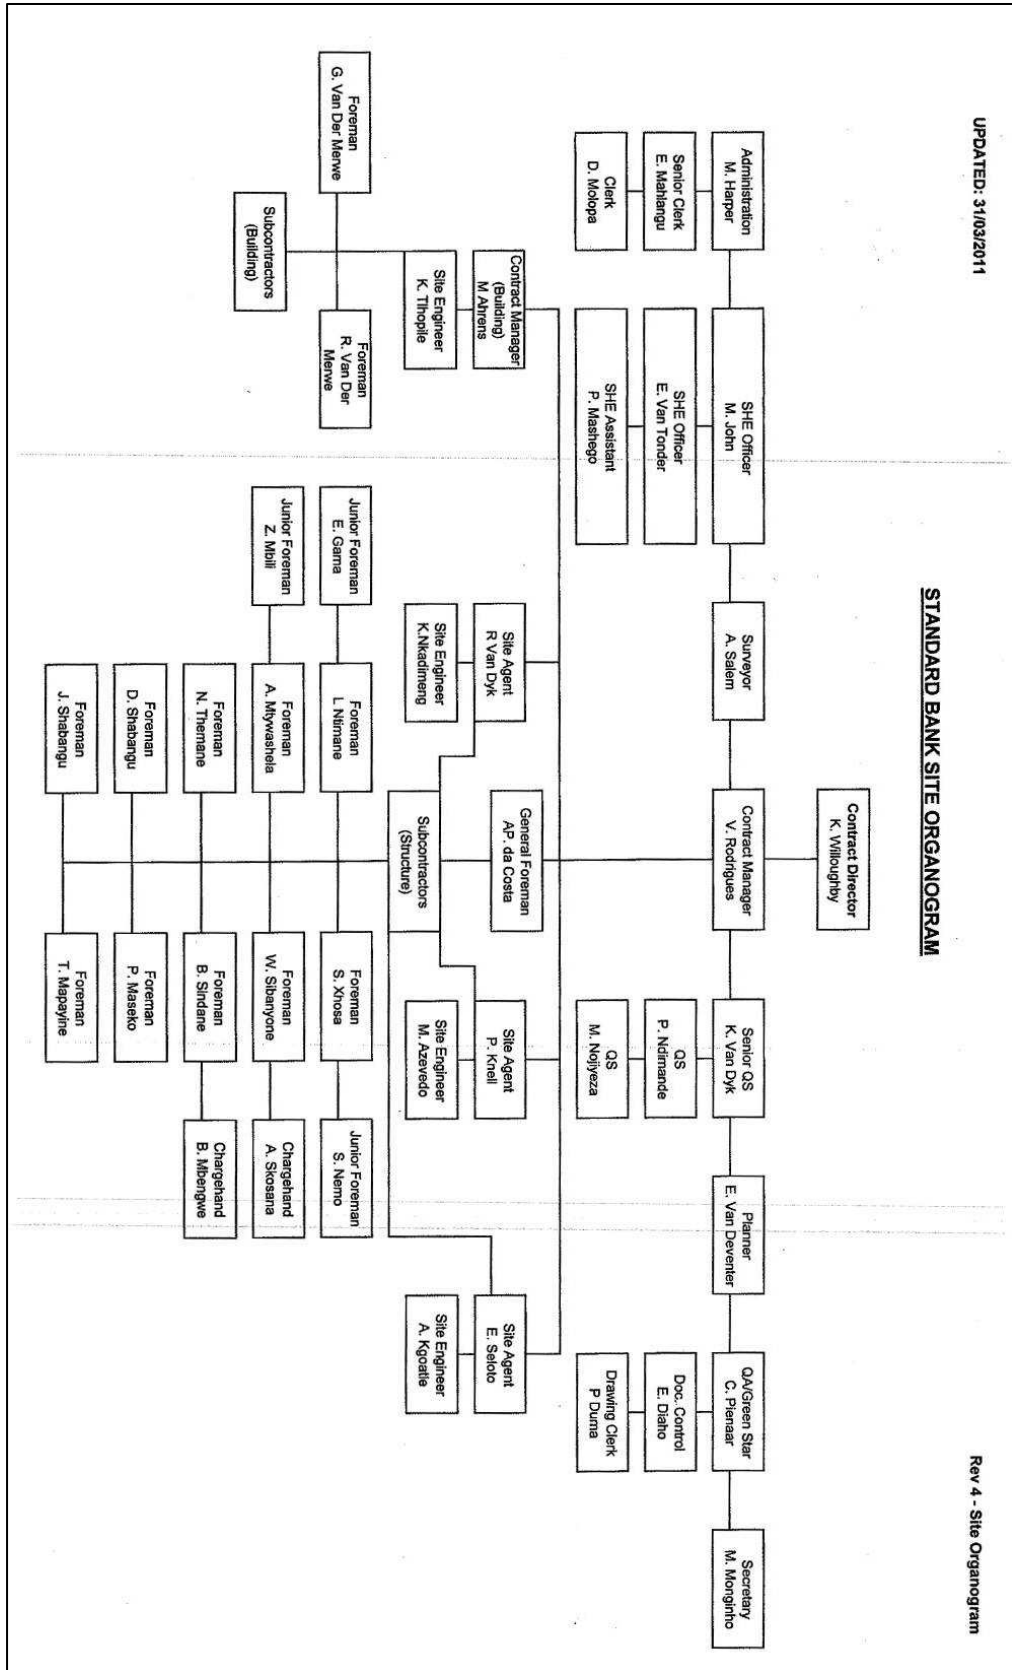 UPDATED: 31/03/2011
Rev 4 - Site Organogram
STANDARD BANK SITE ORGANOGRAM
Contract Director
K. Willoughby
Administration
M. Harper
SHE Officer
M. John
Surveyor
A. Salem
Contract Manager
V. Rodrigues
Senior QS
K. Van Dyk
Planner
E. Van Deventer
QA/Green Star
C. Pienaar
Secretary
M. Monginho
Senior Clerk
E. Mahlangu
SHE Officer
E. Van Tonder
QS
P. Ndimande
Doc. Control
E. Diaho
Clerk
D. Molopa
SHE Assistant
P. Mashego
QS
M. Nojiyeza
Drawing Clerk
P Duma
Contract Manager
(Building)
M Ahrens
Site Agent
R Van Dyk
General Foreman
AP. da Costa
Site Agent
P. Knell
Site Agent
E. Seloto
Site Engineer
K. Tlhopile
Site Engineer
K.Nkadimeng
Subcontractors
(Structure)
Site Engineer
M. Azevedo
Site Engineer
A. Kgoatle
Foreman
G. Van Der Merwe
Foreman
R. Van Der
Merwe
Junior Foreman
E. Gama
Foreman
I. Ntimane
Foreman
S. Xhosa
Junior Foreman
S. Nemo
Subcontractors
(Building)
Junior Foreman
Z. Mbili
Foreman
A. Mtywashela
Foreman
W. Sibanyone
Chargehand
A. Skosana
Foreman
N. Themane
Foreman
B. Sindane
Chargehand
B. Mbengwe
Foreman
D. Shabangu
Foreman
P. Maseko
Foreman
J. Shabangu
Foreman
T. Mapayine